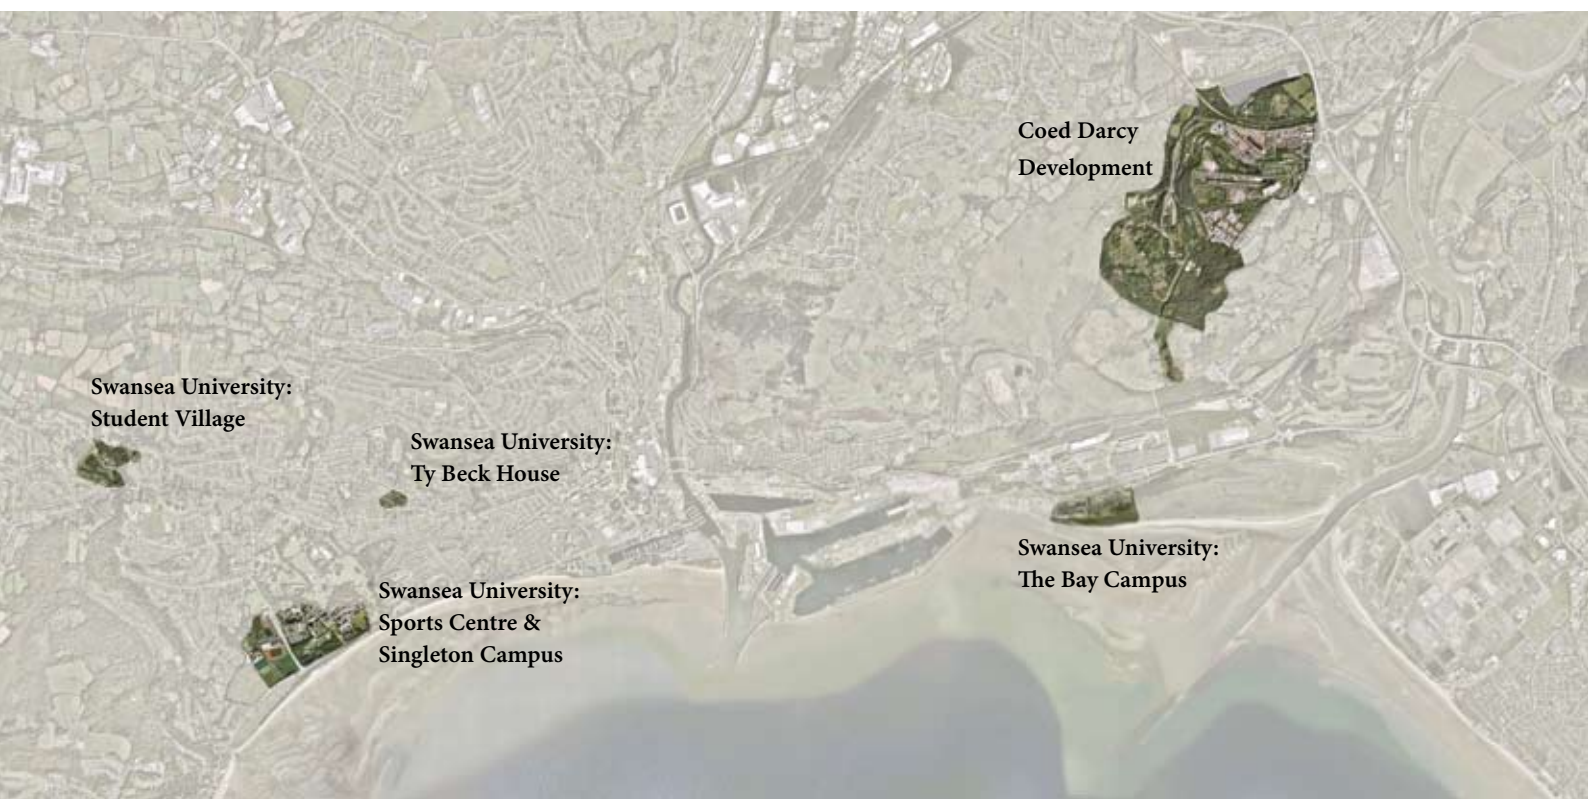 Coed Darcy
Development
Swansea University:
Student Village
Swansea University:
Ty Beck House
Swansea University:
The Bay Campus
Swansea University:
Sports Centre &
Singleton Campus